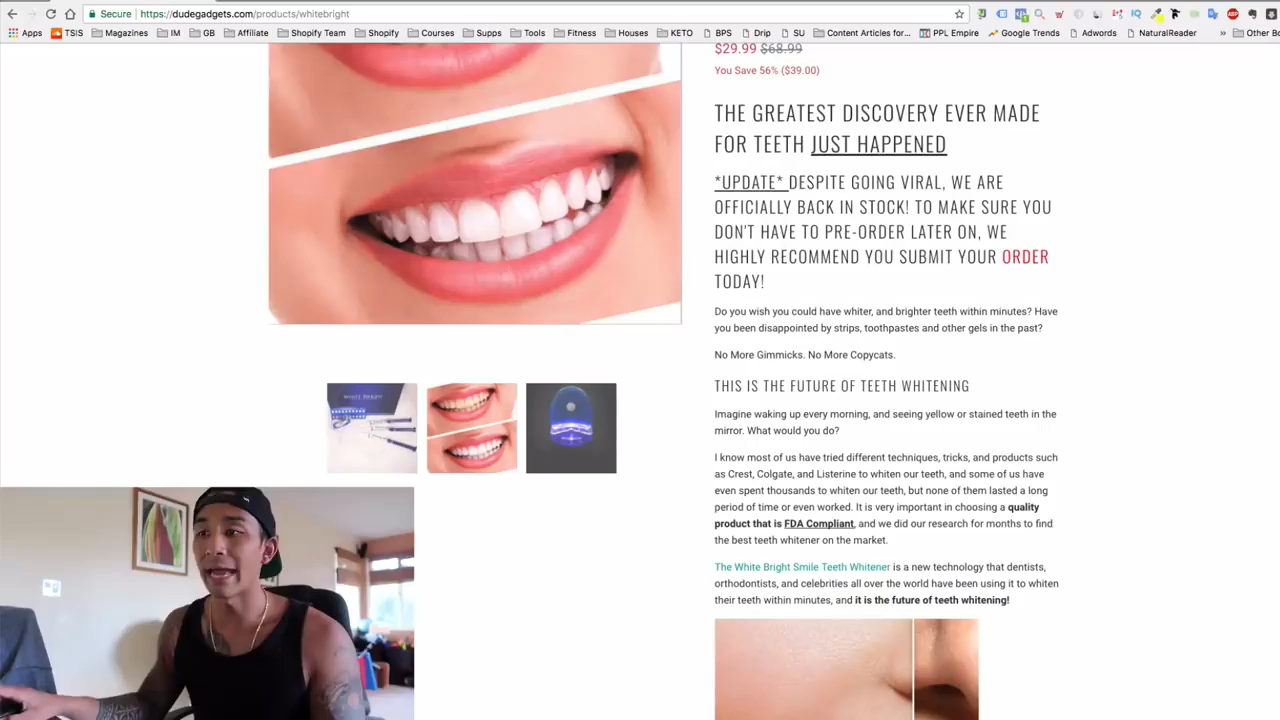 Secure https://dudegadgets.com/products/whitebright
Apps TSIS Magazines IM GB Affiliate Shopify Team Shopify Courses Supps Tools Fitness Houses KETO BPS Drip SU Content Articles for... PPL Empire Google Trends Adwords NaturalReader » Other Bo
$29.99 $68.99
You Save 56% ($39.00)
THE GREATEST DISCOVERY EVER MADE
FOR TEETH JUST HAPPENED
*UPDATE* DESPITE GOING VIRAL, WE ARE
OFFICIALLY BACK IN STOCK! TO MAKE SURE YOU
DON'T HAVE TO PRE-ORDER LATER ON, WE
HIGHLY RECOMMEND YOU SUBMIT YOUR ORDER
TODAY!
Do you wish you could have whiter, and brighter teeth within minutes? Have
you been disappointed by strips, toothpastes and other gels in the past?
No More Gimmicks. No More Copycats.
THIS IS THE FUTURE OF TEETH WHITENING
Imagine waking up every morning, and seeing yellow or stained teeth in the
mirror. What would you do?
I know most of us have tried different techniques, tricks, and products such
as Crest, Colgate, and Listerine to whiten our teeth, and some of us have
even spent thousands to whiten our teeth, but none of them lasted a long
period of time or even worked. It is very important in choosing a quality
product that is FDA Compliant, and we did our research for months to find
the best teeth whitener on the market.
The White Bright Smile Teeth Whitener is a new technology that dentists,
orthodontists, and celebrities all over the world have been using it to whiten
their teeth within minutes, and it is the future of teeth whitening!
WHITE BRIGHT